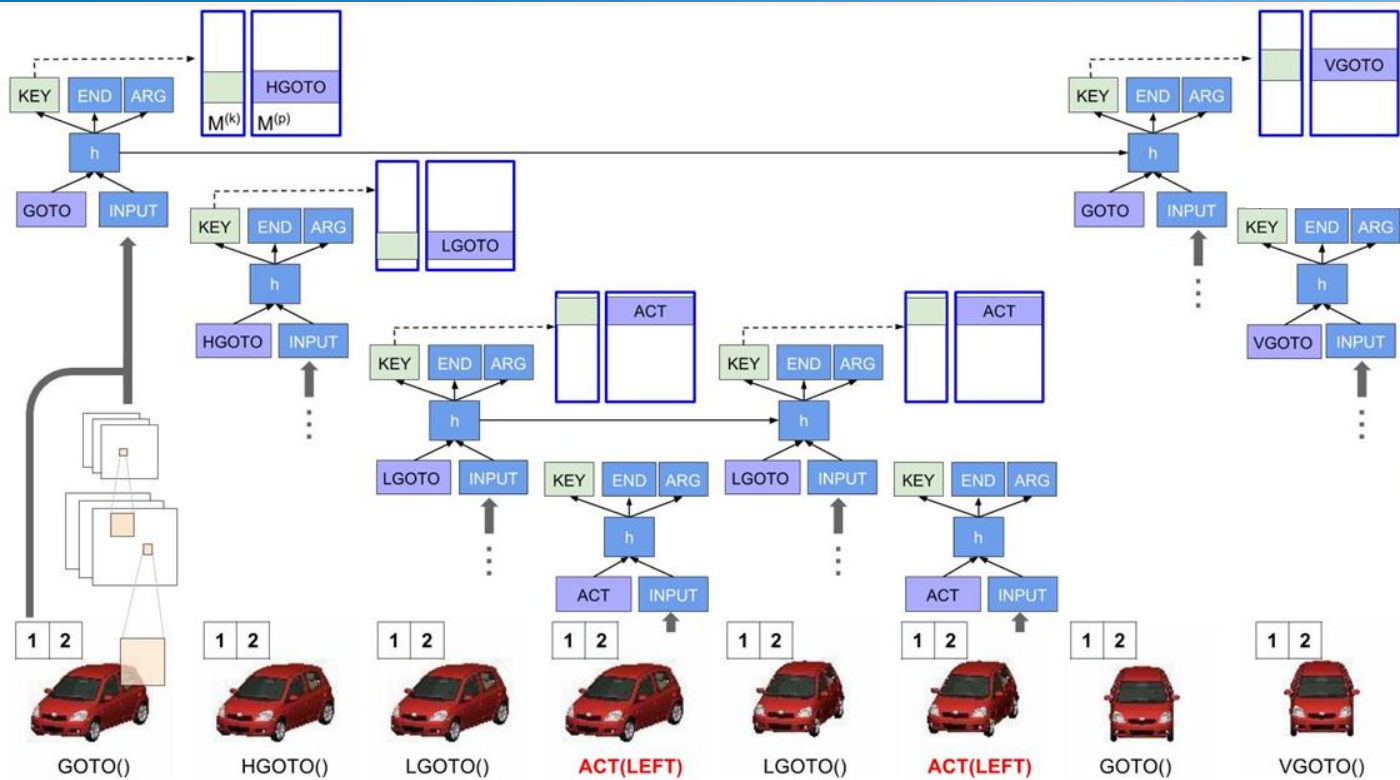 HGOTO
M(k) M(p)
VGOTO
KEY END ARG
KEY END ARG
h
h
GOTO INPUT
GOTO INPUT
KEY END ARG
LGOTO
KEY END ARG
h
h
HGOTO INPUT
VGOTO INPUT
ACT
ACT
KEY END ARG
KEY END ARG
h
h
LGOTO INPUT
LGOTO INPUT
KEY END ARG
KEY END ARG
h
h
ACT INPUT
ACT INPUT
1 2 1 2 1 2 1 2 1 2 1 2 1 2 1 2
GOTO() HGOTO() LGOTO() ACT(LEFT) LGOTO() ACT(LEFT) GOTO() VGOTO()